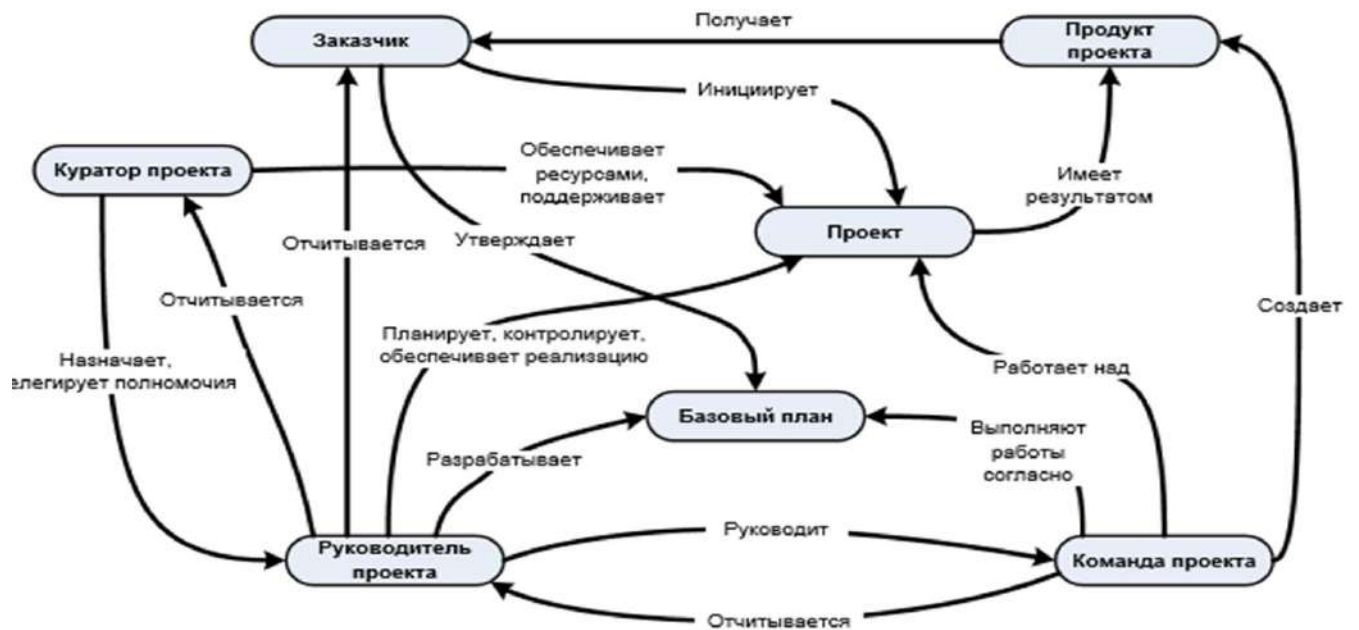 Получает
Заказчик
Продукт
проекта
Инициирует
Куратор проекта
Обеспечивает
ресурсами,
поддерживает
Имеет
результатом
Проект
Отчитывается
Утверждает
Отчитывается
Создает
Планирует, контролирует,
обеспечивает реализацию
Назначает,
елегирует полномочия
Работает над
Базовый план
Выполняют
работы
согласно
Разрабатывает
Руководитель
проекта
Руководит
Команда проекта
Отчитывается